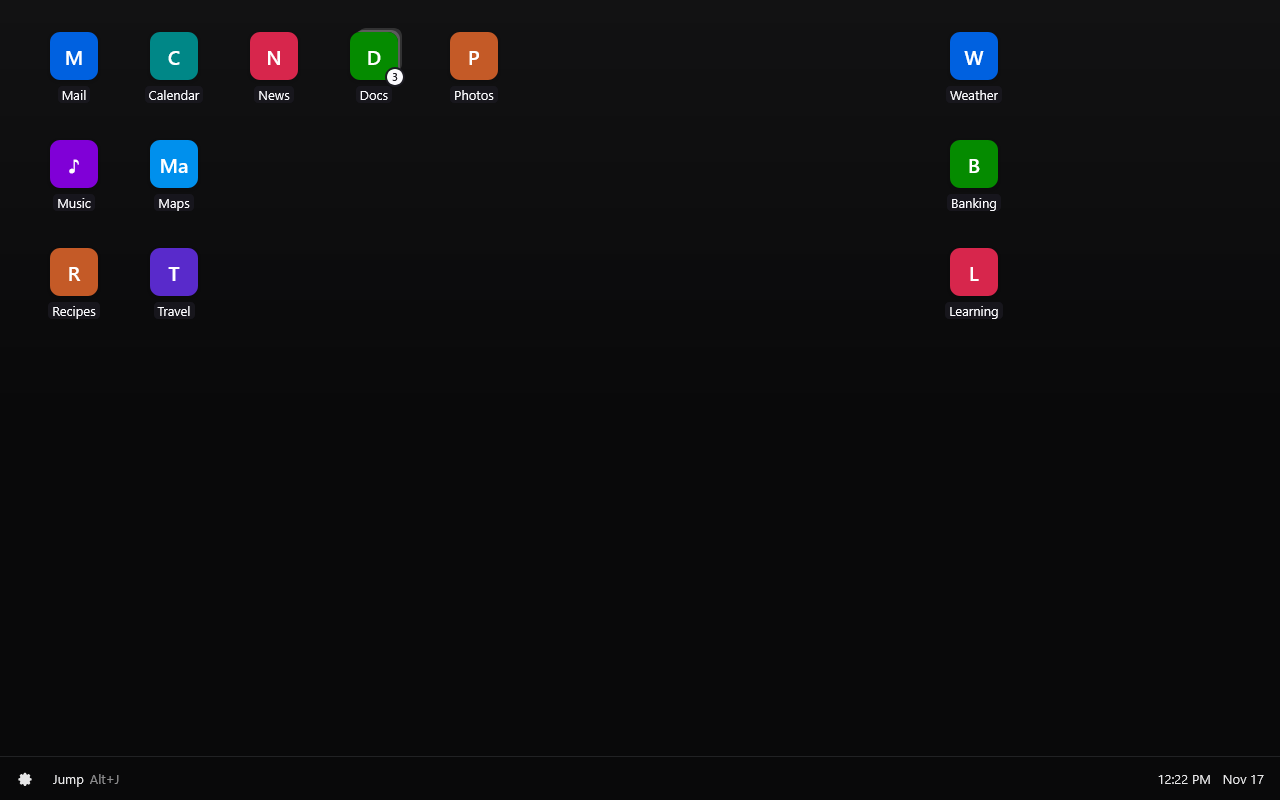 M C N D P W
3
Mail Calendar News Docs Photos Weather
♪ Ma B
Music Maps Banking
R T L
Recipes Travel Learning
Jump Alt+J 12:22 PM Nov 17